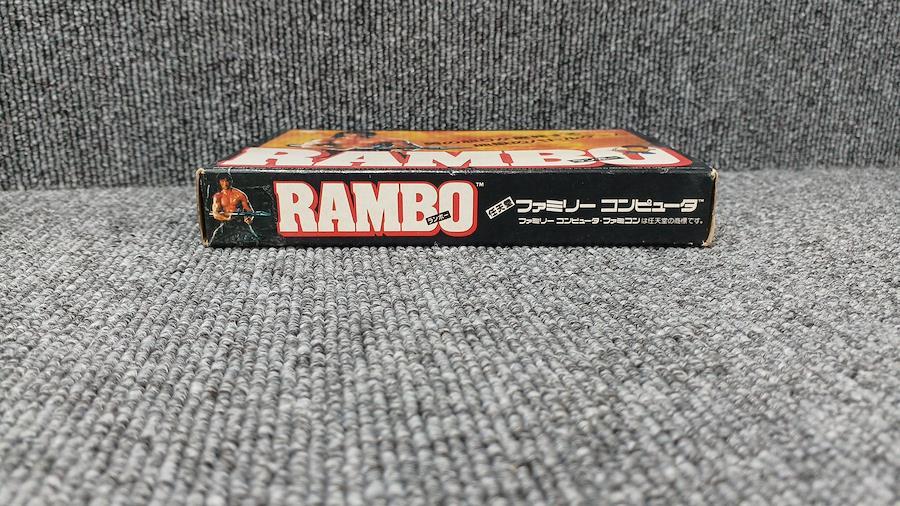 RAMBO
RAMBO™
ランボー
任天堂 ファミリー コンピュータ™
ファミリー コンピュータ・ファミコンは任天堂の商標です。